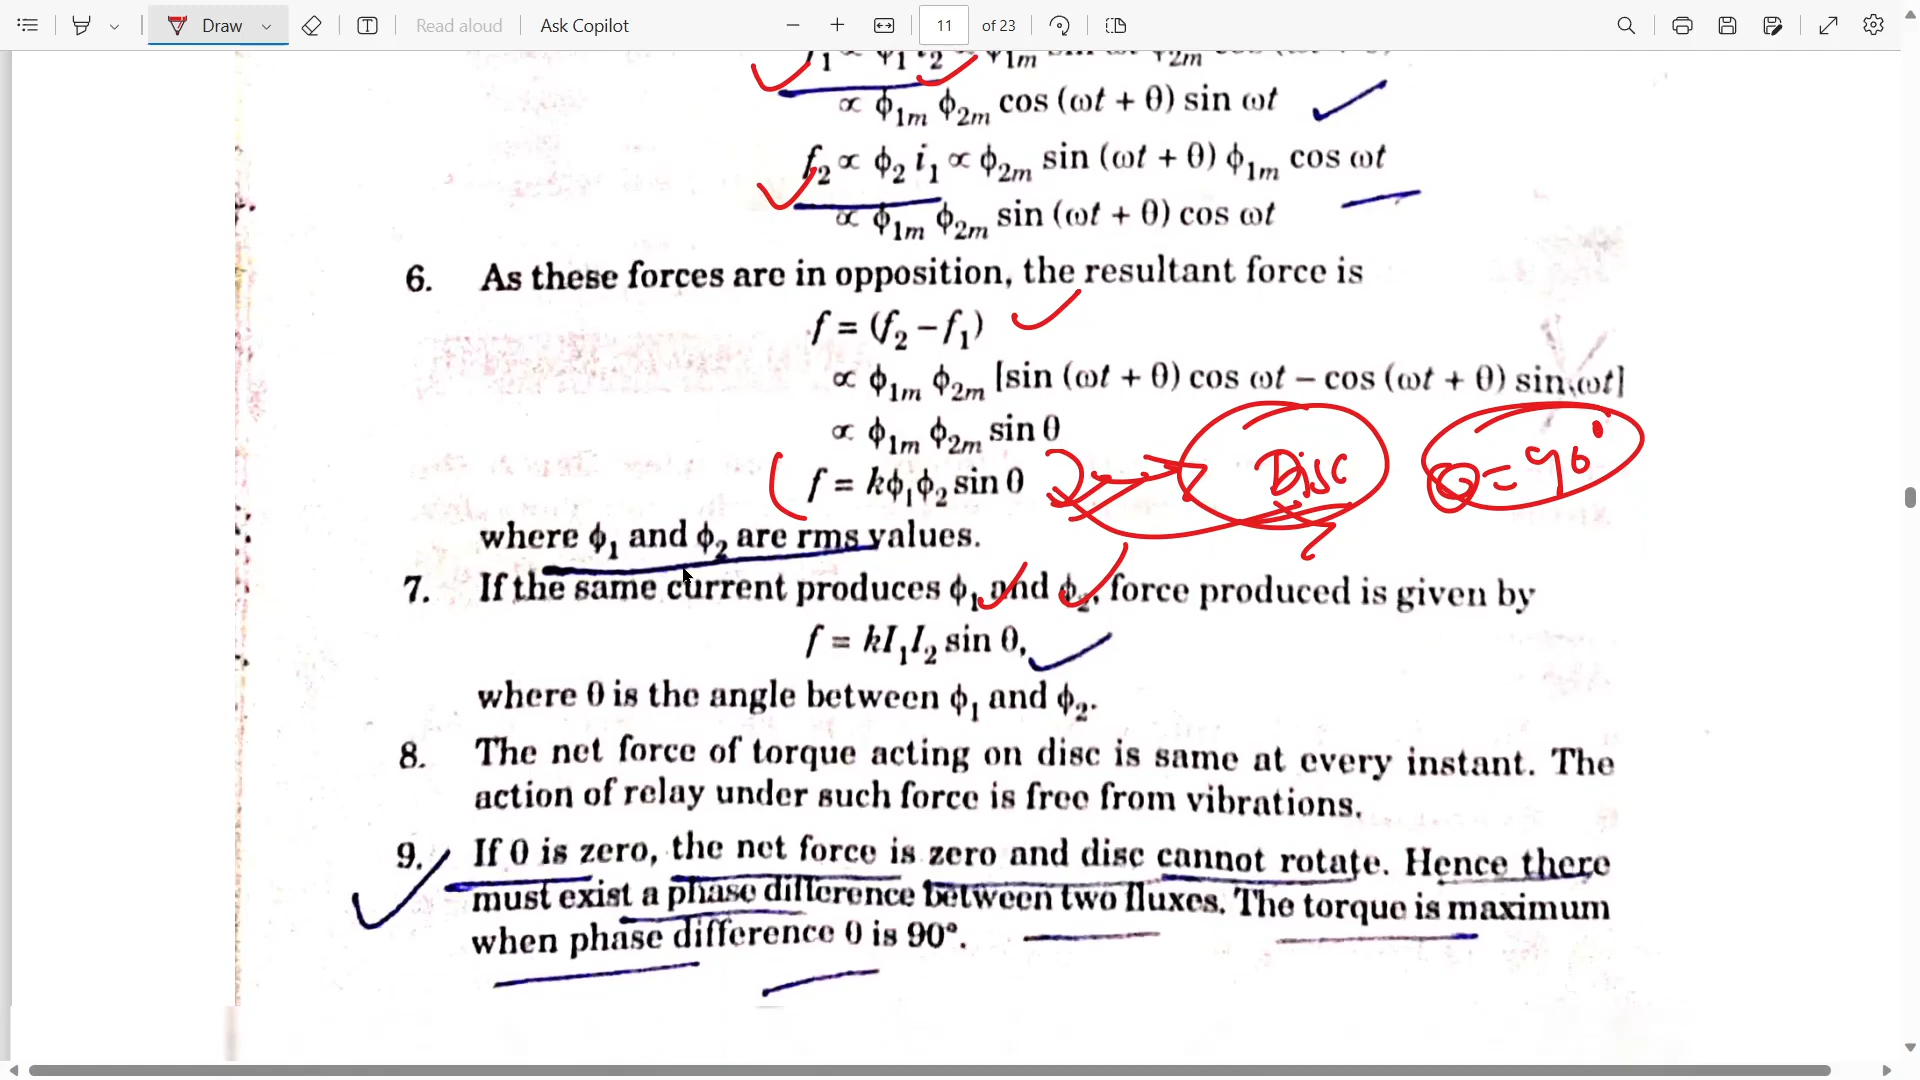 Draw
Read aloud
Ask Copilot
11 of 23
∝ ϕ1m ϕ2m cos (ωt + θ) sin ωt
f2 ∝ ϕ2 i1 ∝ ϕ2m sin (ωt + θ) ϕ1m cos ωt
∝ ϕ1m ϕ2m sin (ωt + θ) cos ωt
6. As these forces are in opposition, the resultant force is
f = (f2 – f1)
∝ ϕ1m ϕ2m [sin (ωt + θ) cos ωt – cos (ωt + θ) sin ωt]
∝ ϕ1m ϕ2m sin θ
f = kϕ1ϕ2 sin θ
Disc
θ = 90°
where ϕ1 and ϕ2 are rms values.
7. If the same current produces ϕ1 and ϕ2, force produced is given by
f = kI1I2 sin θ,
where θ is the angle between ϕ1 and ϕ2.
8. The net force of torque acting on disc is same at every instant. The
action of relay under such force is free from vibrations.
9. If θ is zero, the net force is zero and disc cannot rotate. Hence there
must exist a phase difference between two fluxes. The torque is maximum
when phase difference θ is 90°.